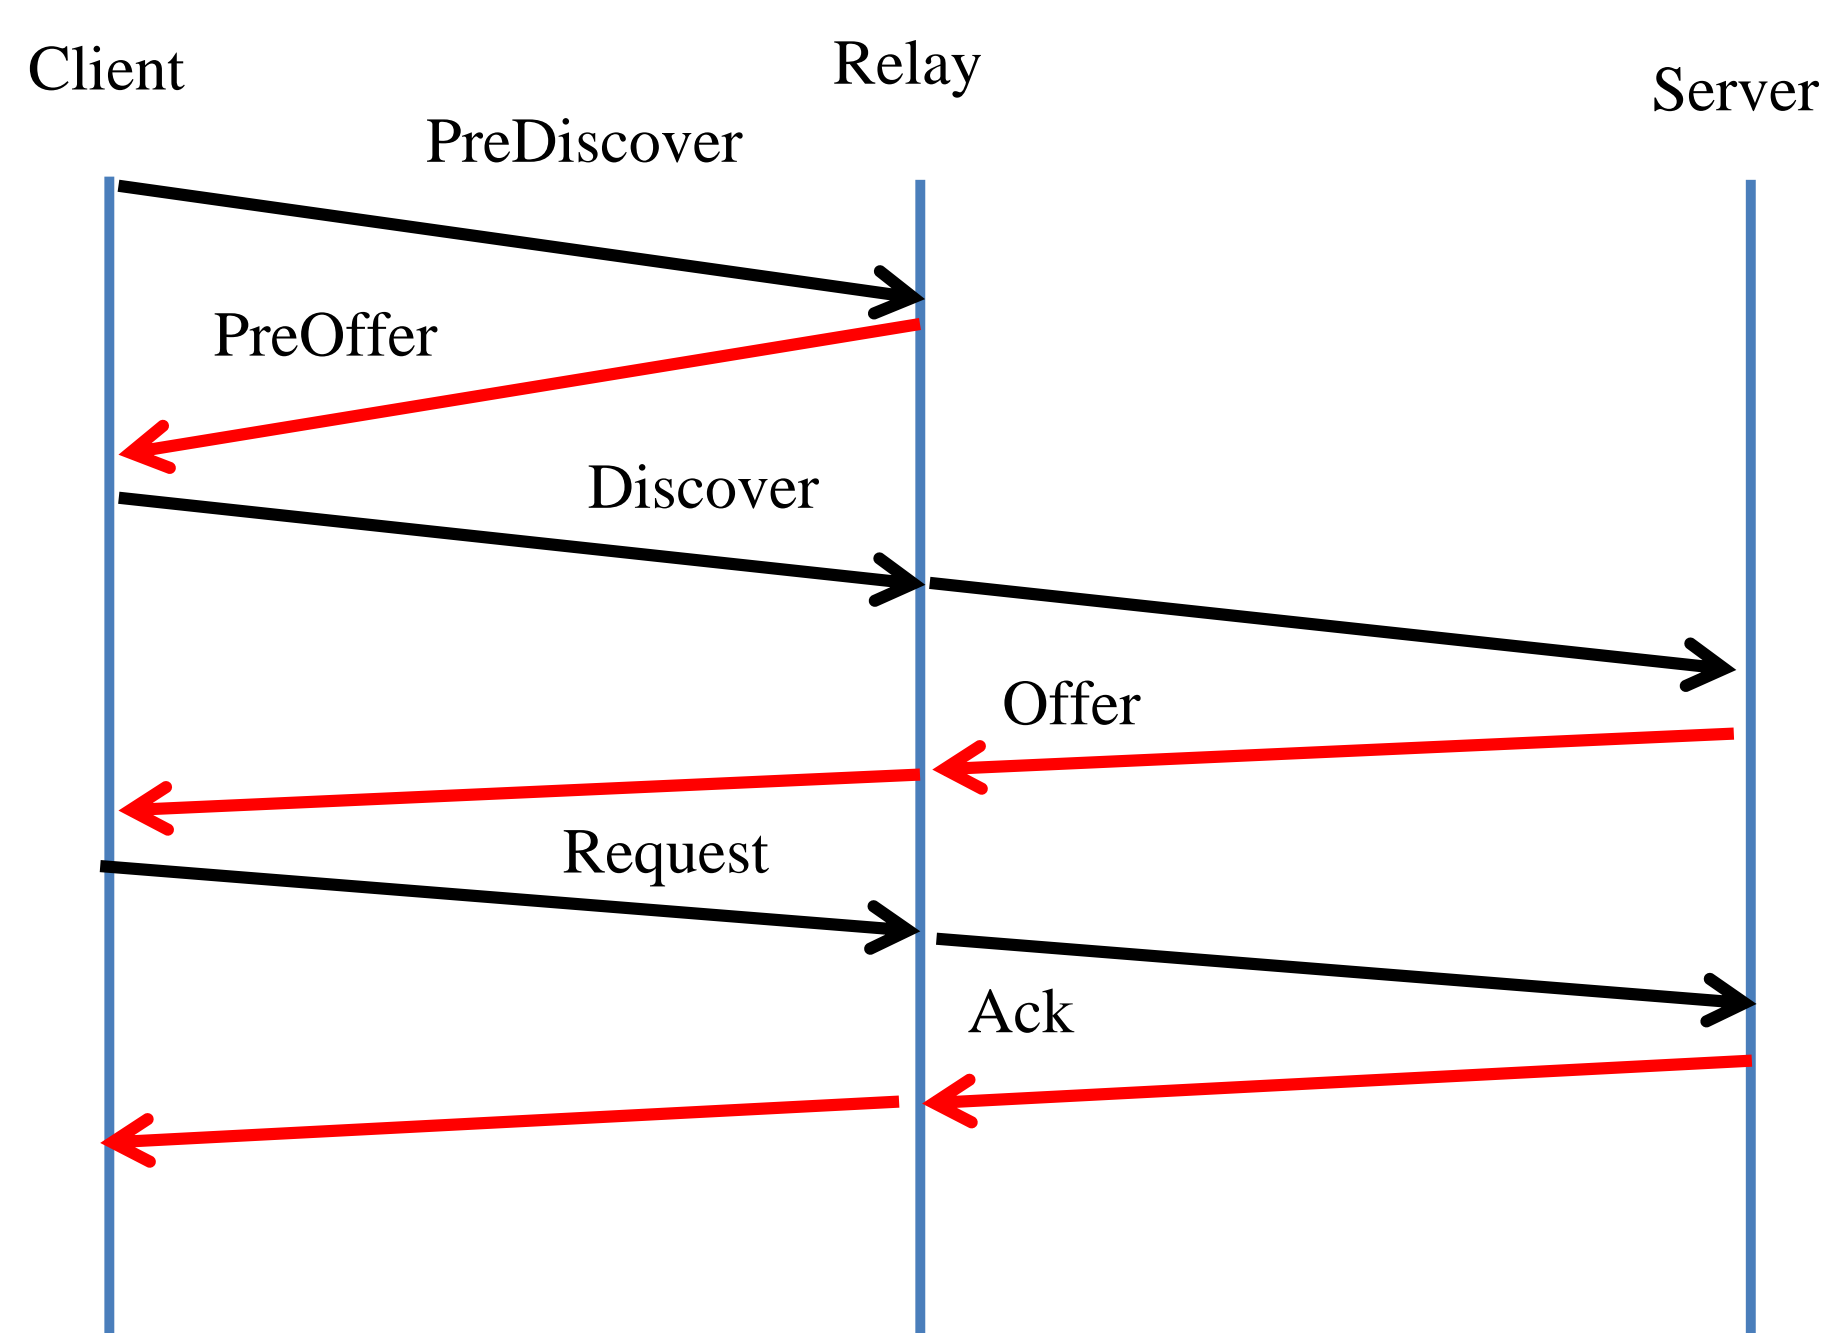 Client
Relay
Server
PreDiscover
PreOffer
Discover
Offer
Request
Ack